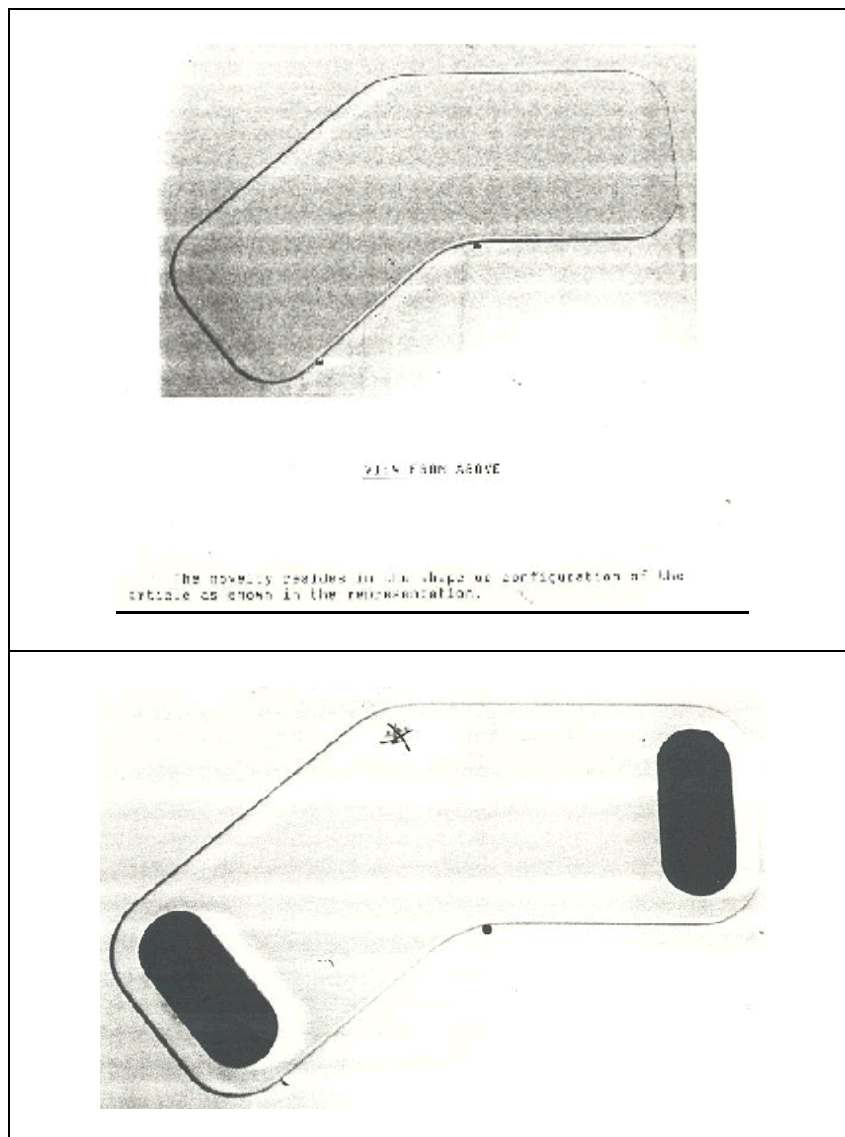 VIEW FROM ABOVE
The novelty resides in the shape or configuration of the
article as shown in the representation.